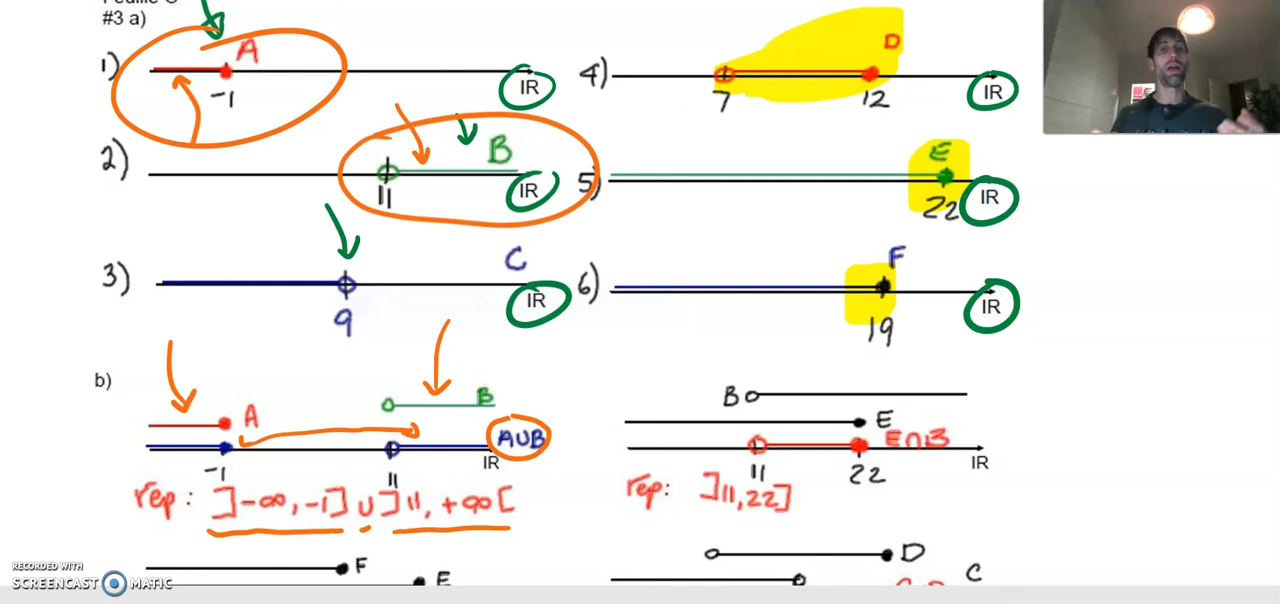 #3 a)
1)
A
-1
IR
2)
B
11
IR
3)
C
9
IR
4)
D
7
12
IR
5)
E
22
IR
6)
F
19
IR
b)
A
B
AUB
-1
11
IR
rep: ]-∞, -1] ∪ ]11, +∞[
B
E
E∩B
11
22
IR
rep: ]11,22]
F
E
D
C
RECORDED WITH
SCREENCAST MATIC